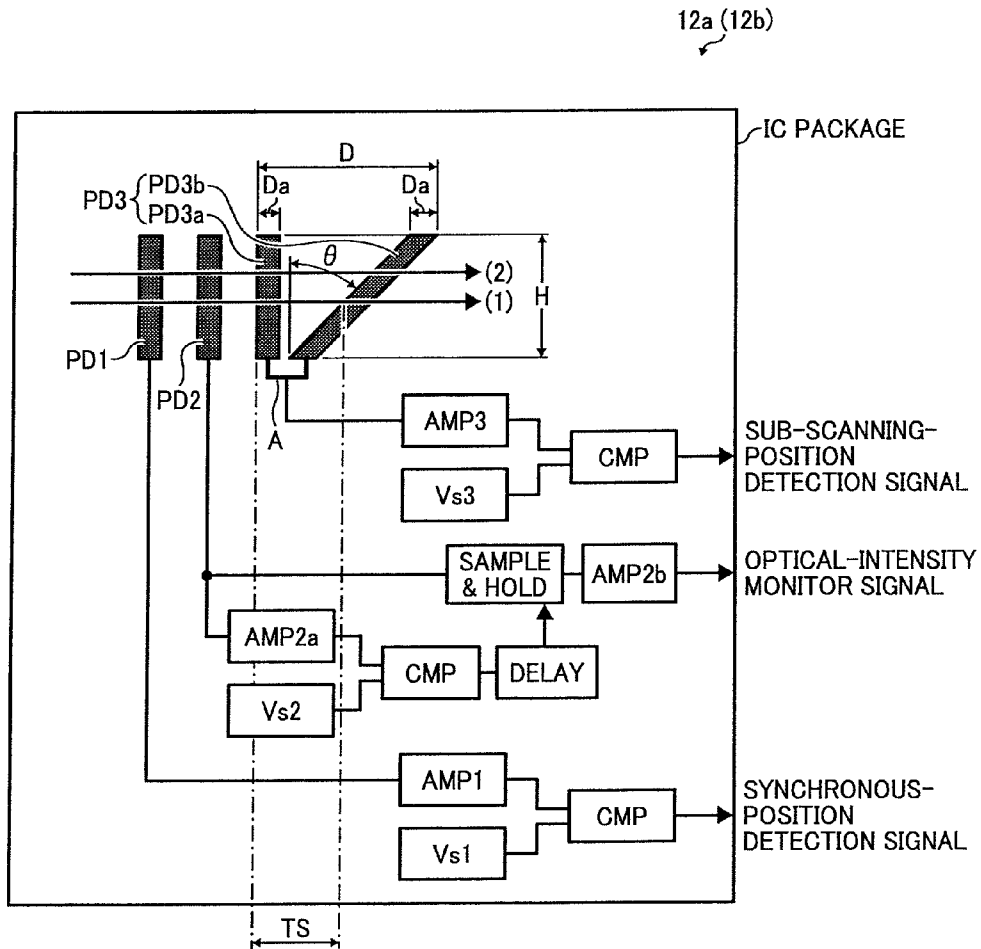 12a (12b)
IC PACKAGE
D
Da
Da
PD3 { PD3b
PD3a
θ
(2)
(1)
H
PD1
PD2
A
AMP3
CMP
Vs3
SUB-SCANNING-
POSITION
DETECTION SIGNAL
SAMPLE
& HOLD
AMP2b
OPTICAL-INTENSITY
MONITOR SIGNAL
AMP2a
CMP
DELAY
Vs2
AMP1
CMP
Vs1
SYNCHRONOUS-
POSITION
DETECTION SIGNAL
TS